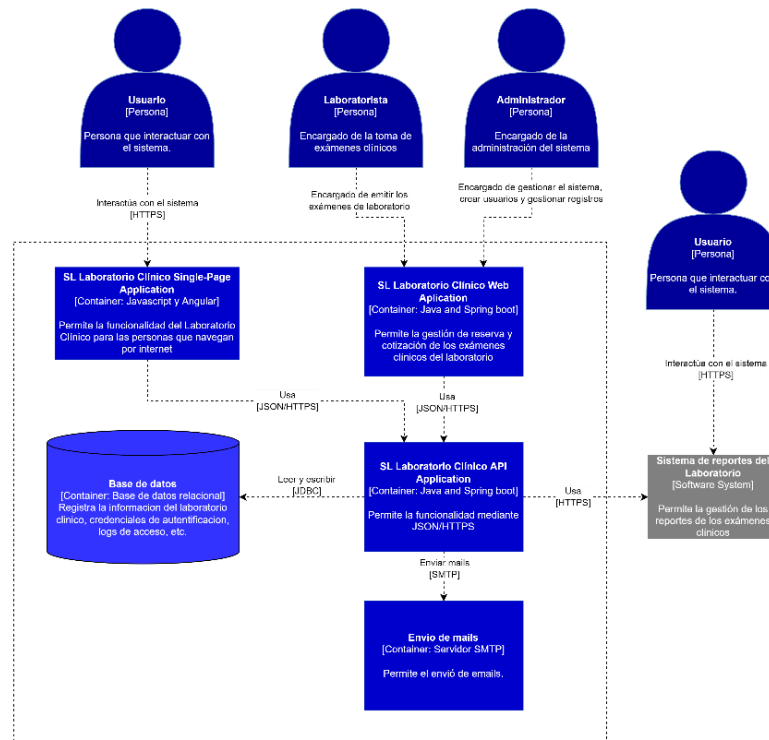 Usuario
[Persona]
Persona que interactuar con
el sistema.
Laboratorista
[Persona]
Encargado de la toma de
exámenes clínicos
Administrador
[Persona]
Encargado de la
administración del sistema
Interactúa con el sistema
[HTTPS]
Encargado de emitir los
exámenes de laboratorio
Encargado de gestionar el sistema,
crear usuarios y gestionar registros
Usuario
[Persona]
Persona que interactuar con
el sistema.
SL Laboratorio Clínico Single-Page
Application
[Container: Javascript y Angular]
Permite la funcionalidad del Laboratorio
Clínico para las personas que navegan
por internet
SL Laboratorio Clínico Web
Aplication
[Container: Java and Spring boot]
Permite la gestión de reserva y
cotización de los exámenes
clínicos del laboratorio
Interactúa con el sistema
[HTTPS]
Usa
[JSON/HTTPS]
Usa
[JSON/HTTPS]
Base de datos
[Container: Base de datos relacional]
Registra la informacion del laboratorio
clinico, credenciales de autentificacion,
logs de acceso, etc.
Leer y escribir
[JDBC]
SL Laboratorio Clínico API
Application
[Container: Java and Spring boot]
Permite la funcionalidad mediante
JSON/HTTPS
Usa
[HTTPS]
Sistema de reportes del
Laboratorio
[Software System]
Permite la gestión de los
reportes de los exámenes
clínicos
Enviar mails
[SMTP]
Envio de mails
[Container: Servidor SMTP]
Permite el envió de emails.